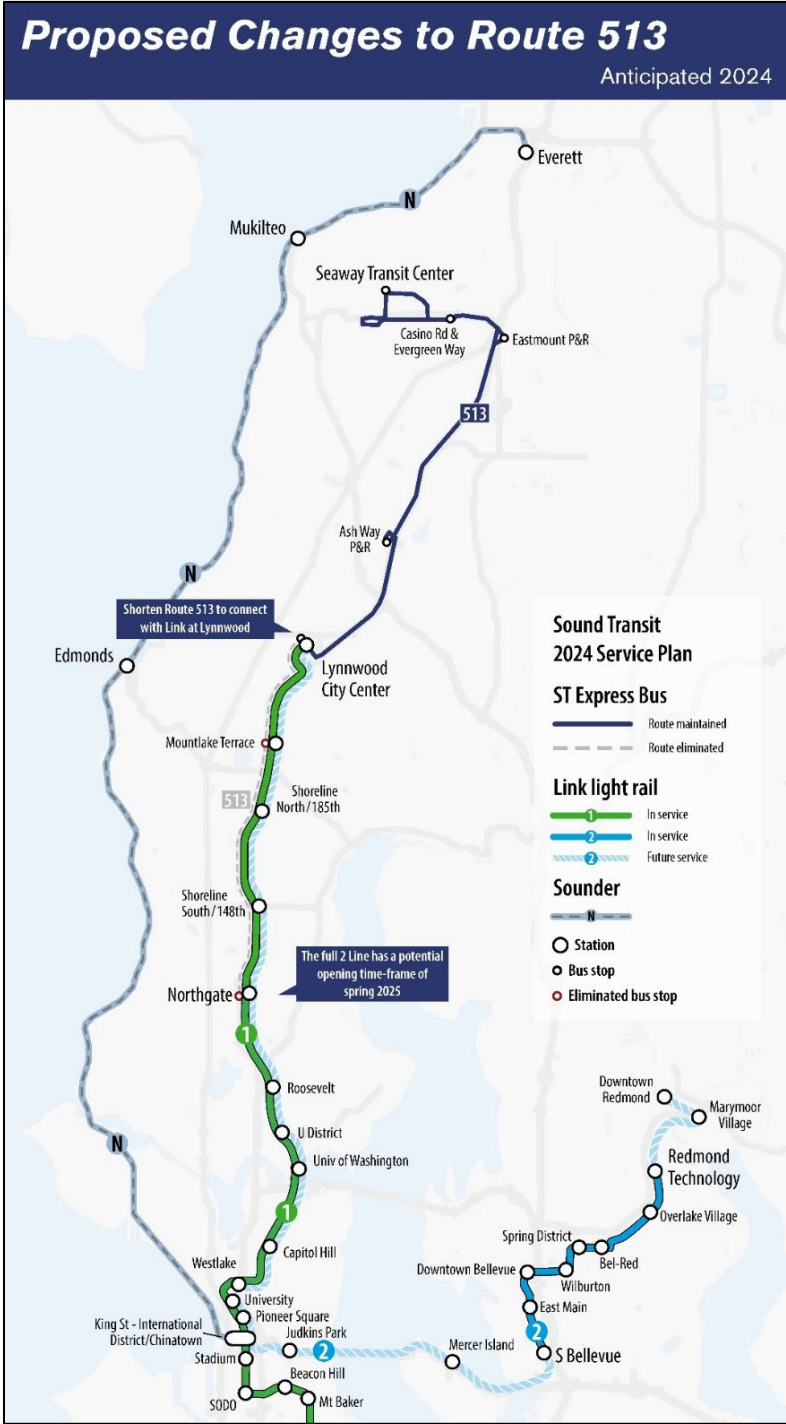 Proposed Changes to Route 513
Anticipated 2024
Everett
N
Mukilteo
Seaway Transit Center
Casino Rd &
Evergreen Way
Eastmount P&R
513
Ash Way
P&R
N
Shorten Route 513 to connect
with Link at Lynnwood
Edmonds
Lynnwood
City Center
Mountlake Terrace
513
Shoreline
North/185th
Shoreline
South/148th
The full 2 Line has a potential
opening time-frame of
spring 2025
Northgate
1
Roosevelt
U District
Univ of Washington
N
1
Capitol Hill
Westlake
University
Pioneer Square
King St - International
District/Chinatown
Judkins Park
2
Stadium
Beacon Hill
SODO
Mt Baker
Mercer Island
S Bellevue
2
East Main
Downtown Bellevue
Wilburton
Spring District
Bel-Red
Overlake Village
Redmond
Technology
Marymoor
Village
Downtown
Redmond
Sound Transit
2024 Service Plan
ST Express Bus
Route maintained
Route eliminated
Link light rail
1 In service
2 In service
2 Future service
Sounder
N
Station
Bus stop
Eliminated bus stop